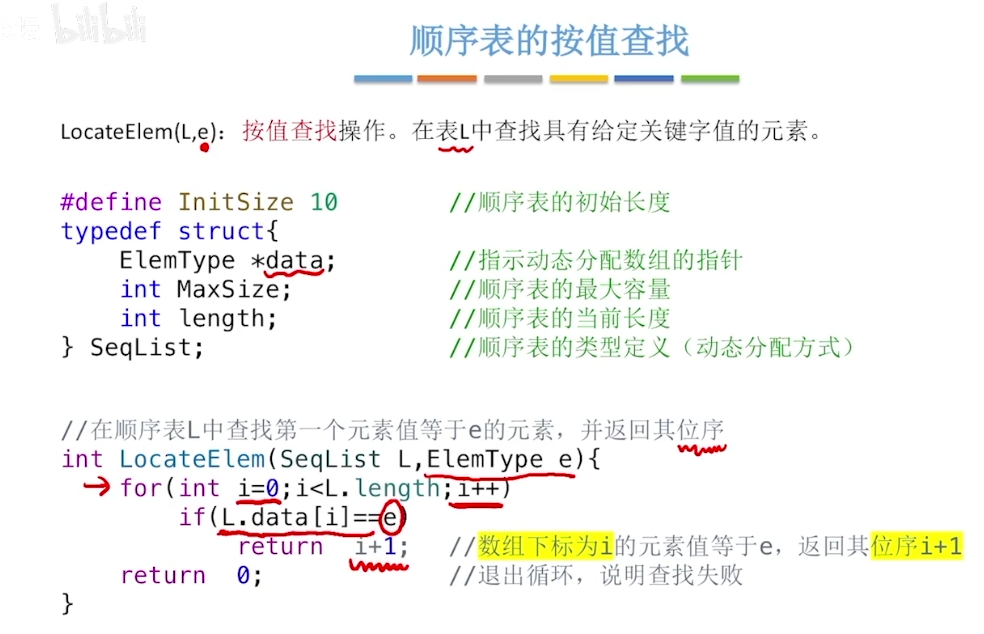 bilibili
顺序表的按值查找
LocateElem(L,e)：按值查找操作。在表L中查找具有给定关键字值的元素。
#define InitSize 10 //顺序表的初始长度
typedef struct{
ElemType *data; //指示动态分配数组的指针
int MaxSize; //顺序表的最大容量
int length; //顺序表的当前长度
} SeqList; //顺序表的类型定义（动态分配方式）
//在顺序表L中查找第一个元素值等于e的元素，并返回其位序
int LocateElem(SeqList L,ElemType e){
for(int i=0;i<L.length;i++)
if(L.data[i]==e)
return i+1; //数组下标为i的元素值等于e，返回其位序i+1
return 0; //退出循环，说明查找失败
}